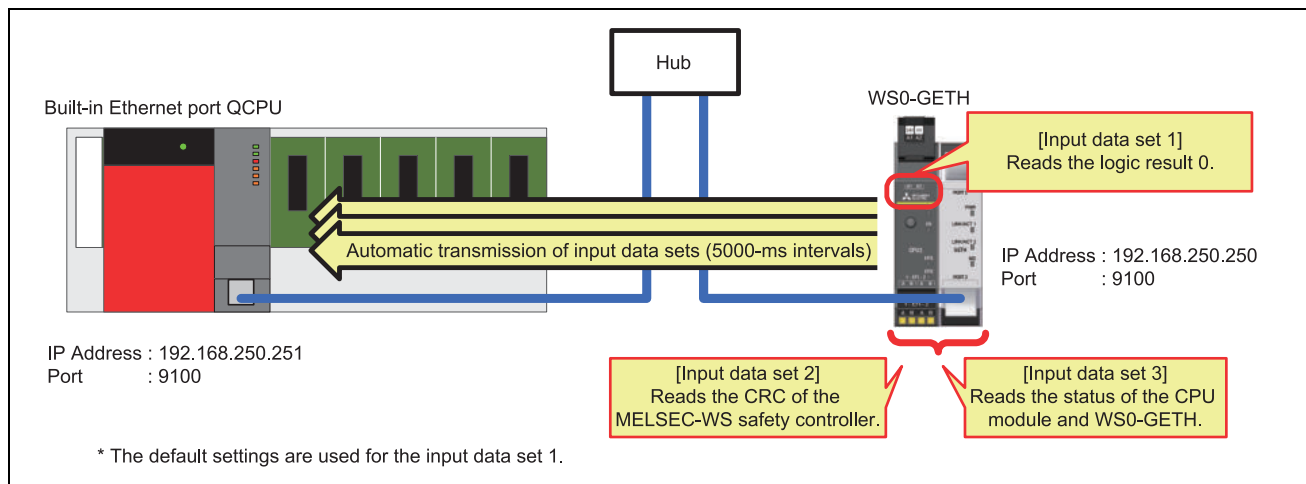 Hub
Built-in Ethernet port QCPU
WS0-GETH
[Input data set 1]
Reads the logic result 0.
Automatic transmission of input data sets (5000-ms intervals)
IP Address : 192.168.250.250
Port : 9100
IP Address : 192.168.250.251
Port : 9100
[Input data set 2]
Reads the CRC of the
MELSEC-WS safety controller.
[Input data set 3]
Reads the status of the CPU
module and WS0-GETH.
* The default settings are used for the input data set 1.